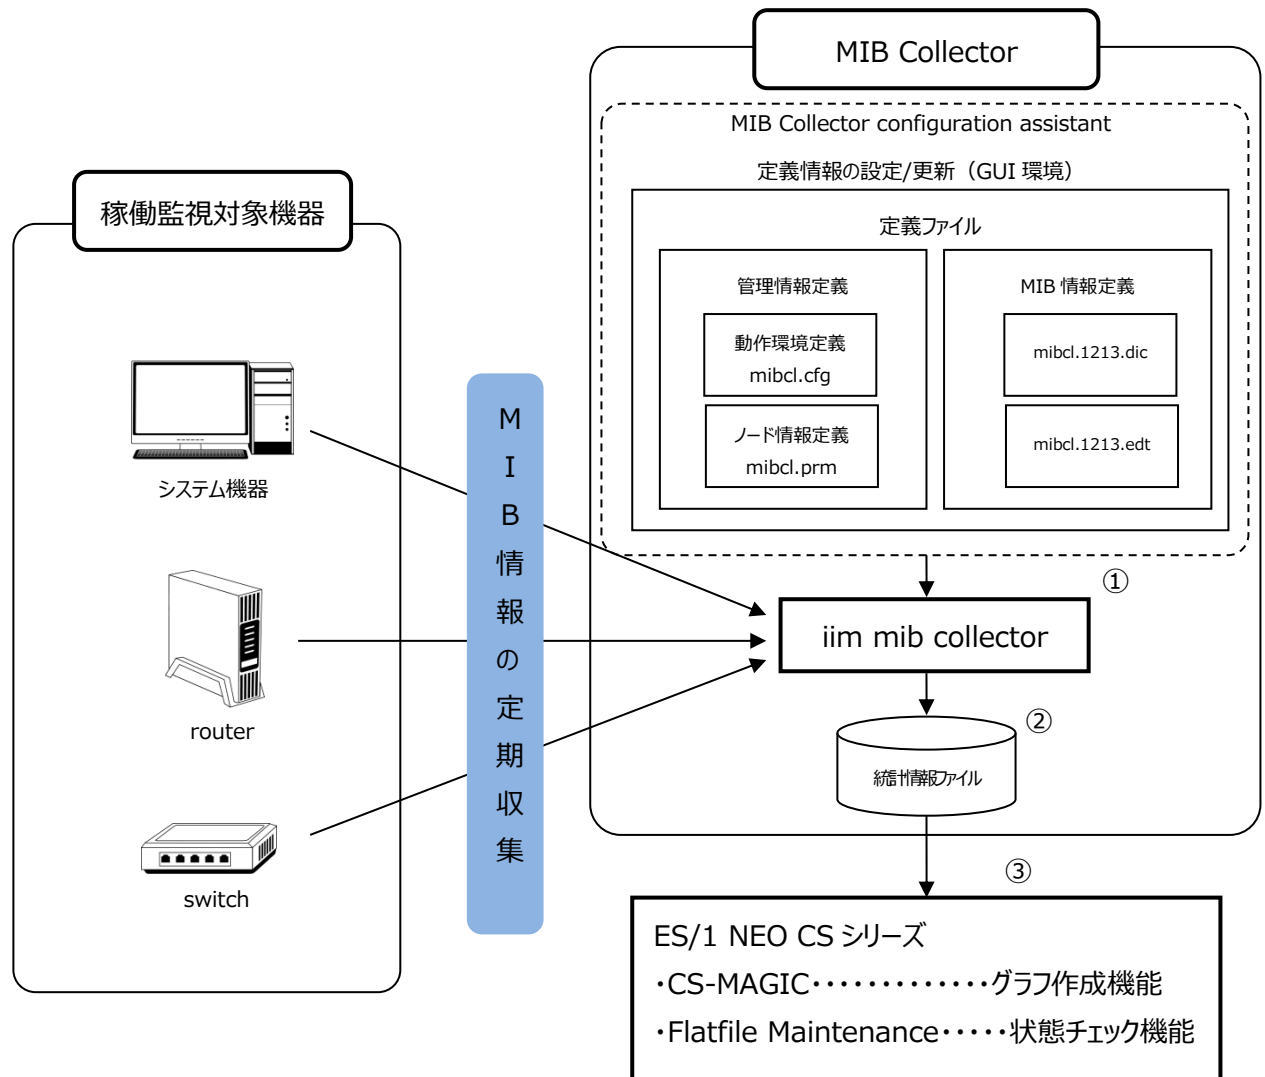 MIB Collector
MIB Collector configuration assistant
定義情報の設定/更新（GUI 環境）
定義ファイル
管理情報定義
動作環境定義
mibcl.cfg
ノード情報定義
mibcl.prm
MIB 情報定義
mibcl.1213.dic
mibcl.1213.edt
稼働監視対象機器
システム機器
router
switch
MIB情報の定期収集
①
iim mib collector
②
統計情報ファイル
③
ES/1 NEO CS シリーズ
・CS-MAGIC・・・・・・・・・・・・・グラフ作成機能
・Flatfile Maintenance・・・・・状態チェック機能